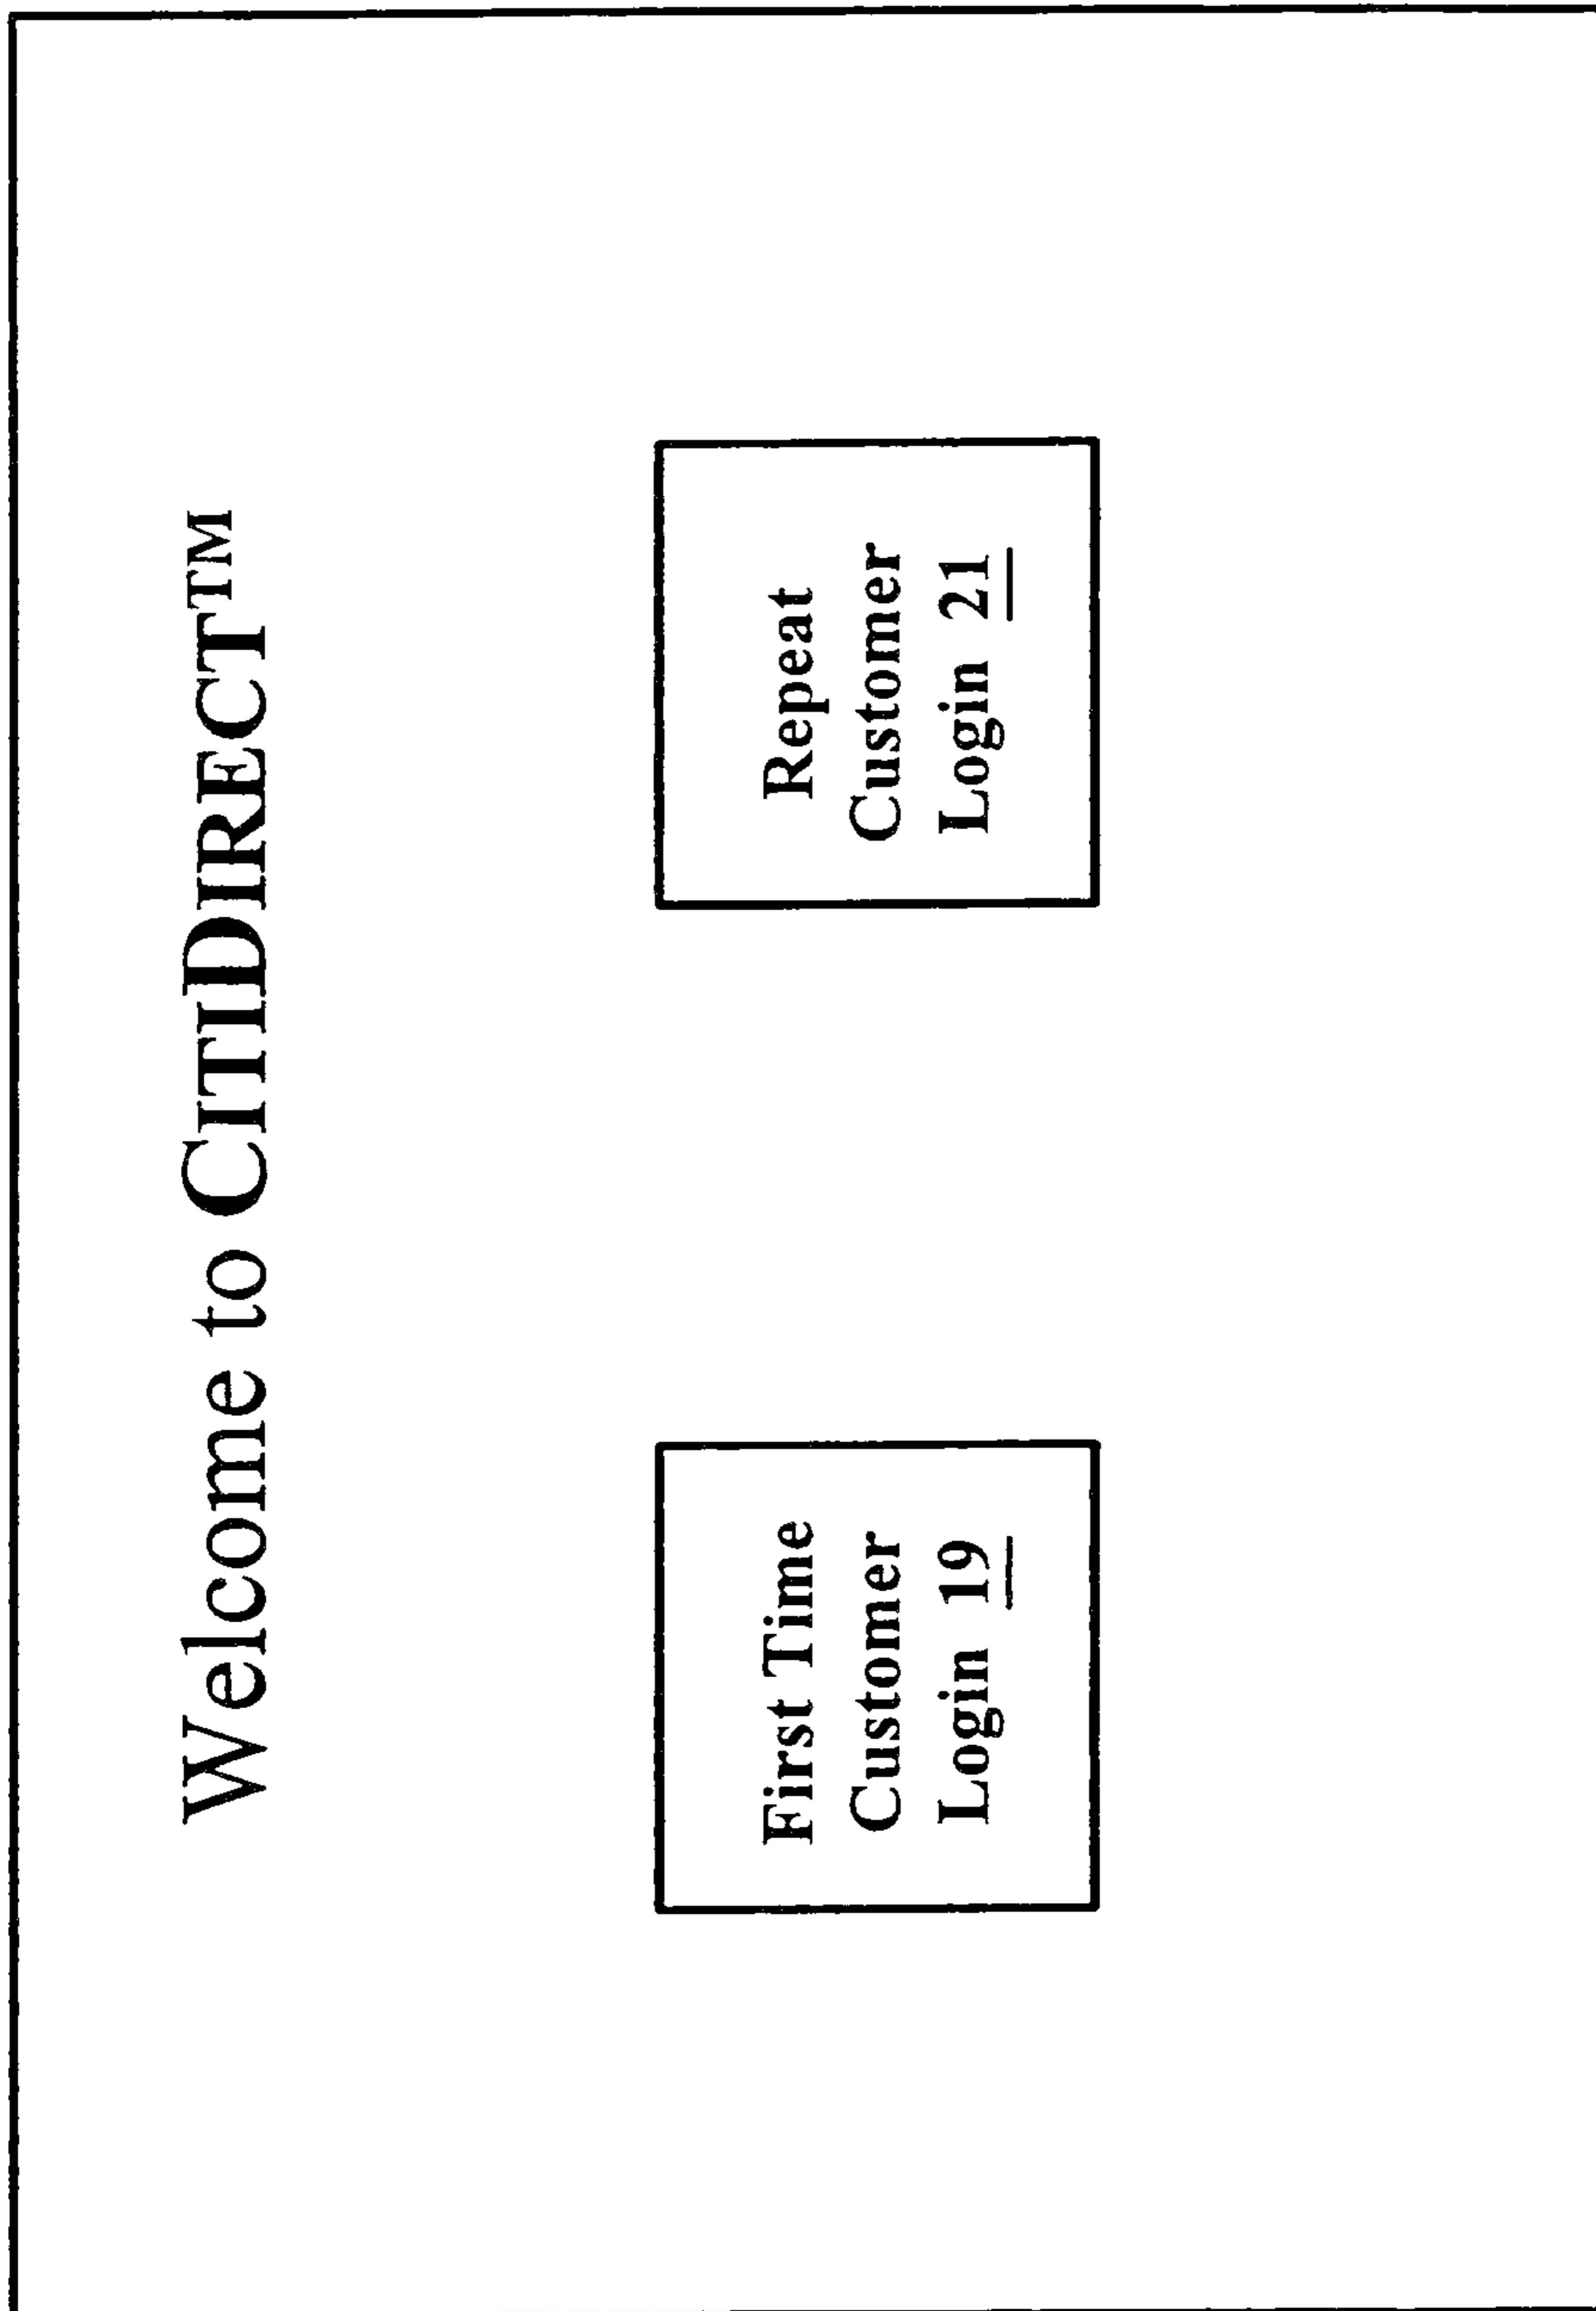 Welcome to CITIDIRECT™
First Time
Customer
Login 19
Repeat
Customer
Login 21